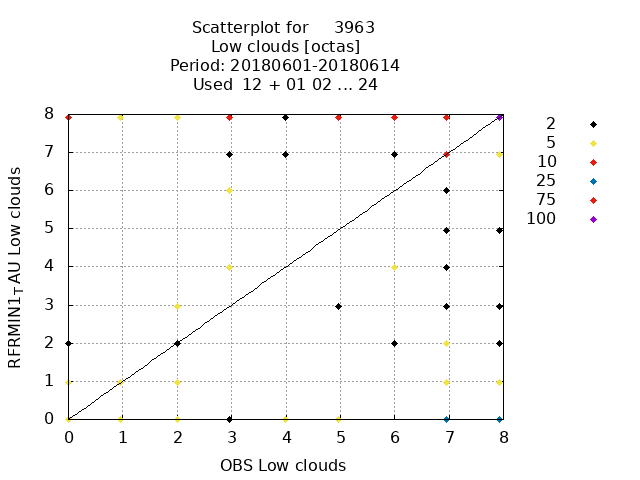 Scatterplot for 3963
Low clouds [octas]
Period: 20180601-20180614
Used 12 + 01 02 ... 24
8
7
6
5
4
3
2
1
0
RFRMIN1TAU Low clouds
0 1 2 3 4 5 6 7 8
OBS Low clouds
2
5
10
25
75
100